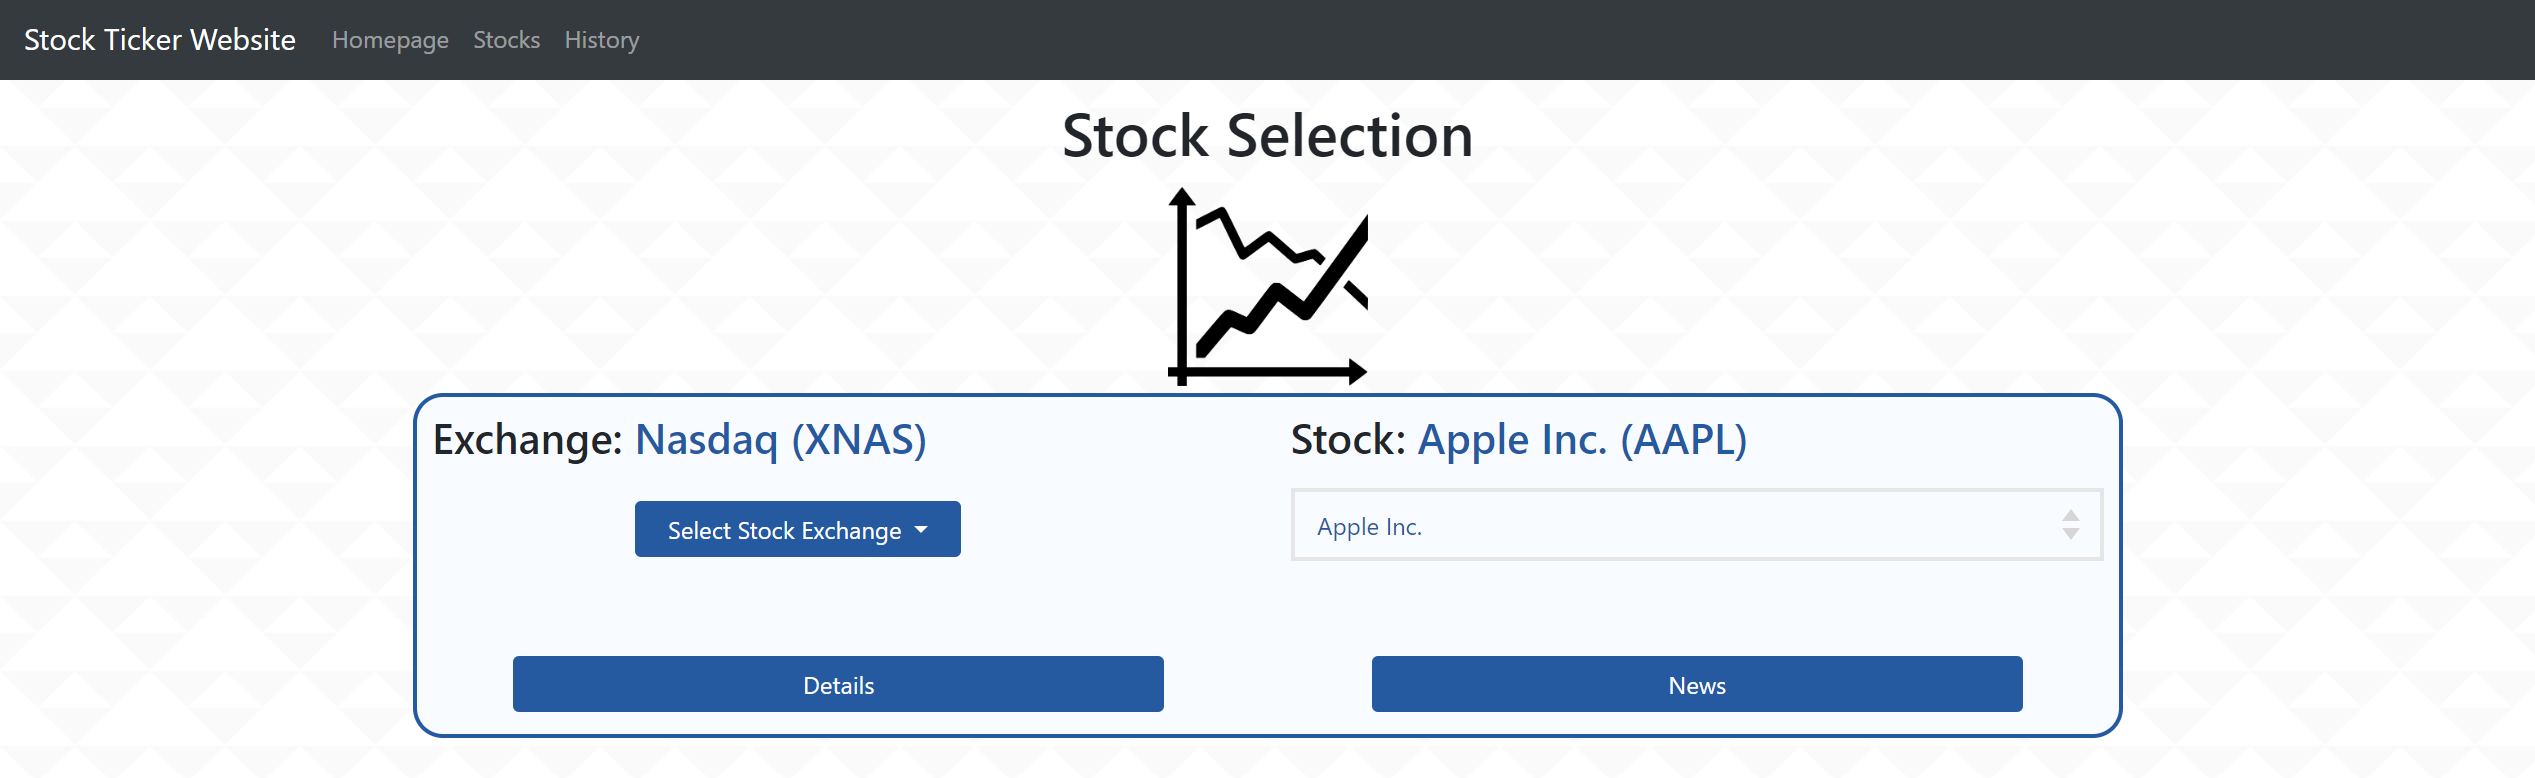 Stock Ticker Website Homepage Stocks History
Stock Selection
Exchange: Nasdaq (XNAS)
Stock: Apple Inc. (AAPL)
Select Stock Exchange
Apple Inc.
Details
News